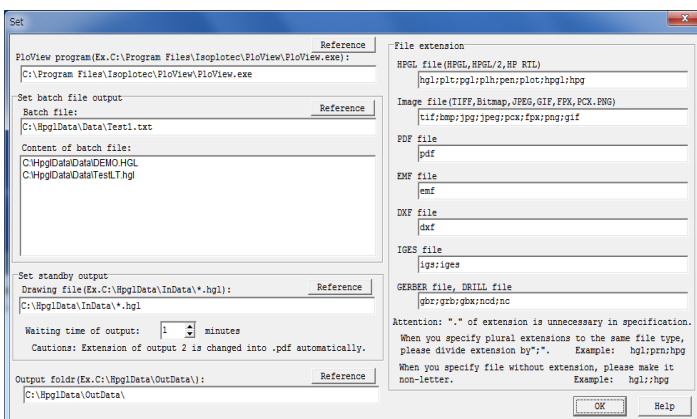 Set
Reference
PloView program(Ex.C:\Program Files\Isoplotec\PloView\PloView.exe):
C:\Program Files\Isoplotec\PloView\PloView.exe
Set batch file output
Reference
Batch file:
C:\HpglData\Data\Test1.txt
Content of batch file:
C:\HpglData\Data\DEMO.HGL
C:\HpglData\Data\TestLT.hgl
Set standby output
Drawing file(Ex.C:\HpglData\InData\*.hgl):
Reference
C:\HpglData\InData\*.hgl
Waiting time of output: 1 minutes
Cautions: Extension of output 2 is changed into .pdf automatically.
Output foldr(Ex.C:\HpglData\OutData\):
Reference
C:\HpglData\OutData\
File extension
HPGL file(HPGL,HPGL/2,HP RTL)
hgl;plt;pgl;plh;pen;plot;hpgl;hpg
Image file(TIFF,Bitmap,JPEG,GIF,FPX,PCX.PNG)
tif;bmp;jpg;jpeg;pcx;fpx;png;gif
PDF file
pdf
EMF file
emf
DXF file
dxf
IGES file
igs;iges
GERBER file, DRILL file
gbr;grb;gbx;ncd;nc
Attention: "." of extension is unnecessary in specification.
When you specify plural extensions to the same file type,
please divide extension by";". Example: hgl;prn;hpg
When you specify file without extension, please make it
non-letter. Example: hgl;;hpg
OK
Help